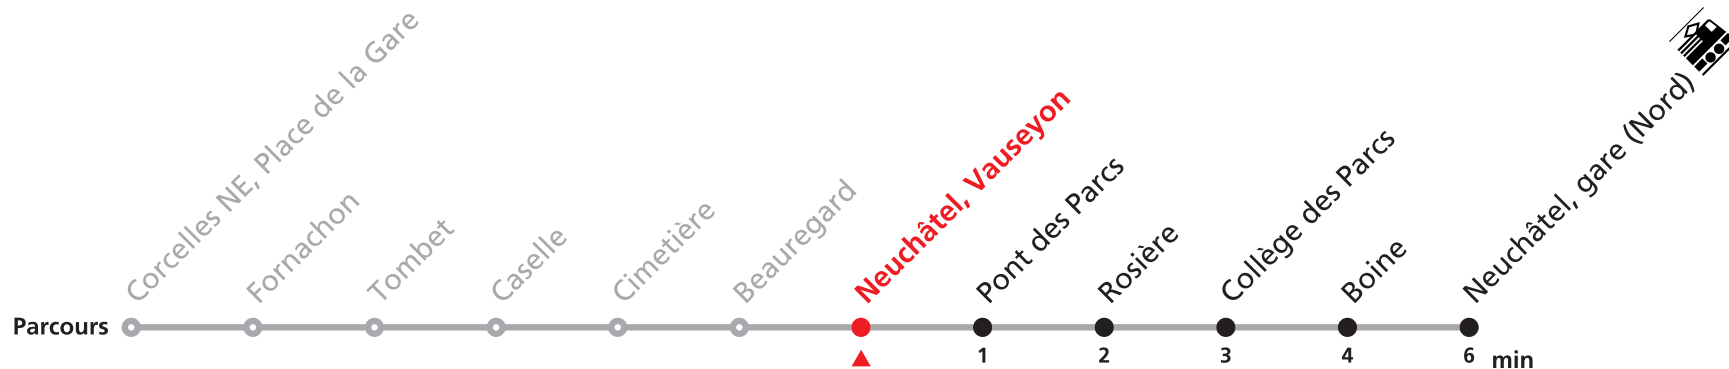 Corcelles NE, Place de la Gare
Fornachon
Tombet
Caselle
Cimetière
Beauregard
Neuchâtel, Vauseyon
Pont des Parcs
Rosière
Collège des Parcs
Boine
Neuchâtel, gare (Nord)
Parcours
1 2 3 4 6 min